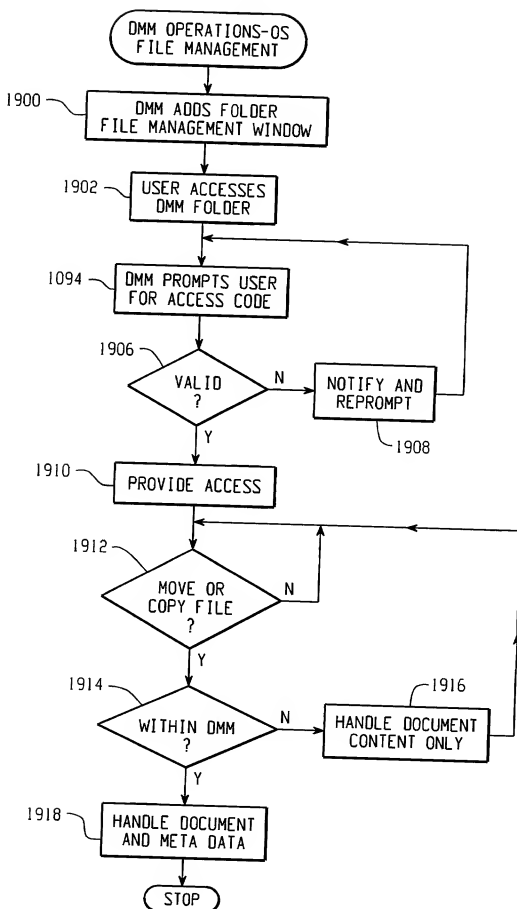 DMM OPERATIONS-OS
FILE MANAGEMENT
1900
DMM ADDS FOLDER
FILE MANAGEMENT WINDOW
1902
USER ACCESSES
DMM FOLDER
1094
DMM PROMPTS USER
FOR ACCESS CODE
1906
VALID
?
N
Y
NOTIFY AND
REPROMPT
1908
1910
PROVIDE ACCESS
1912
MOVE OR
COPY FILE
?
N
Y
1914
WITHIN DMM
?
N
Y
1916
HANDLE DOCUMENT
CONTENT ONLY
1918
HANDLE DOCUMENT
AND META DATA
STOP